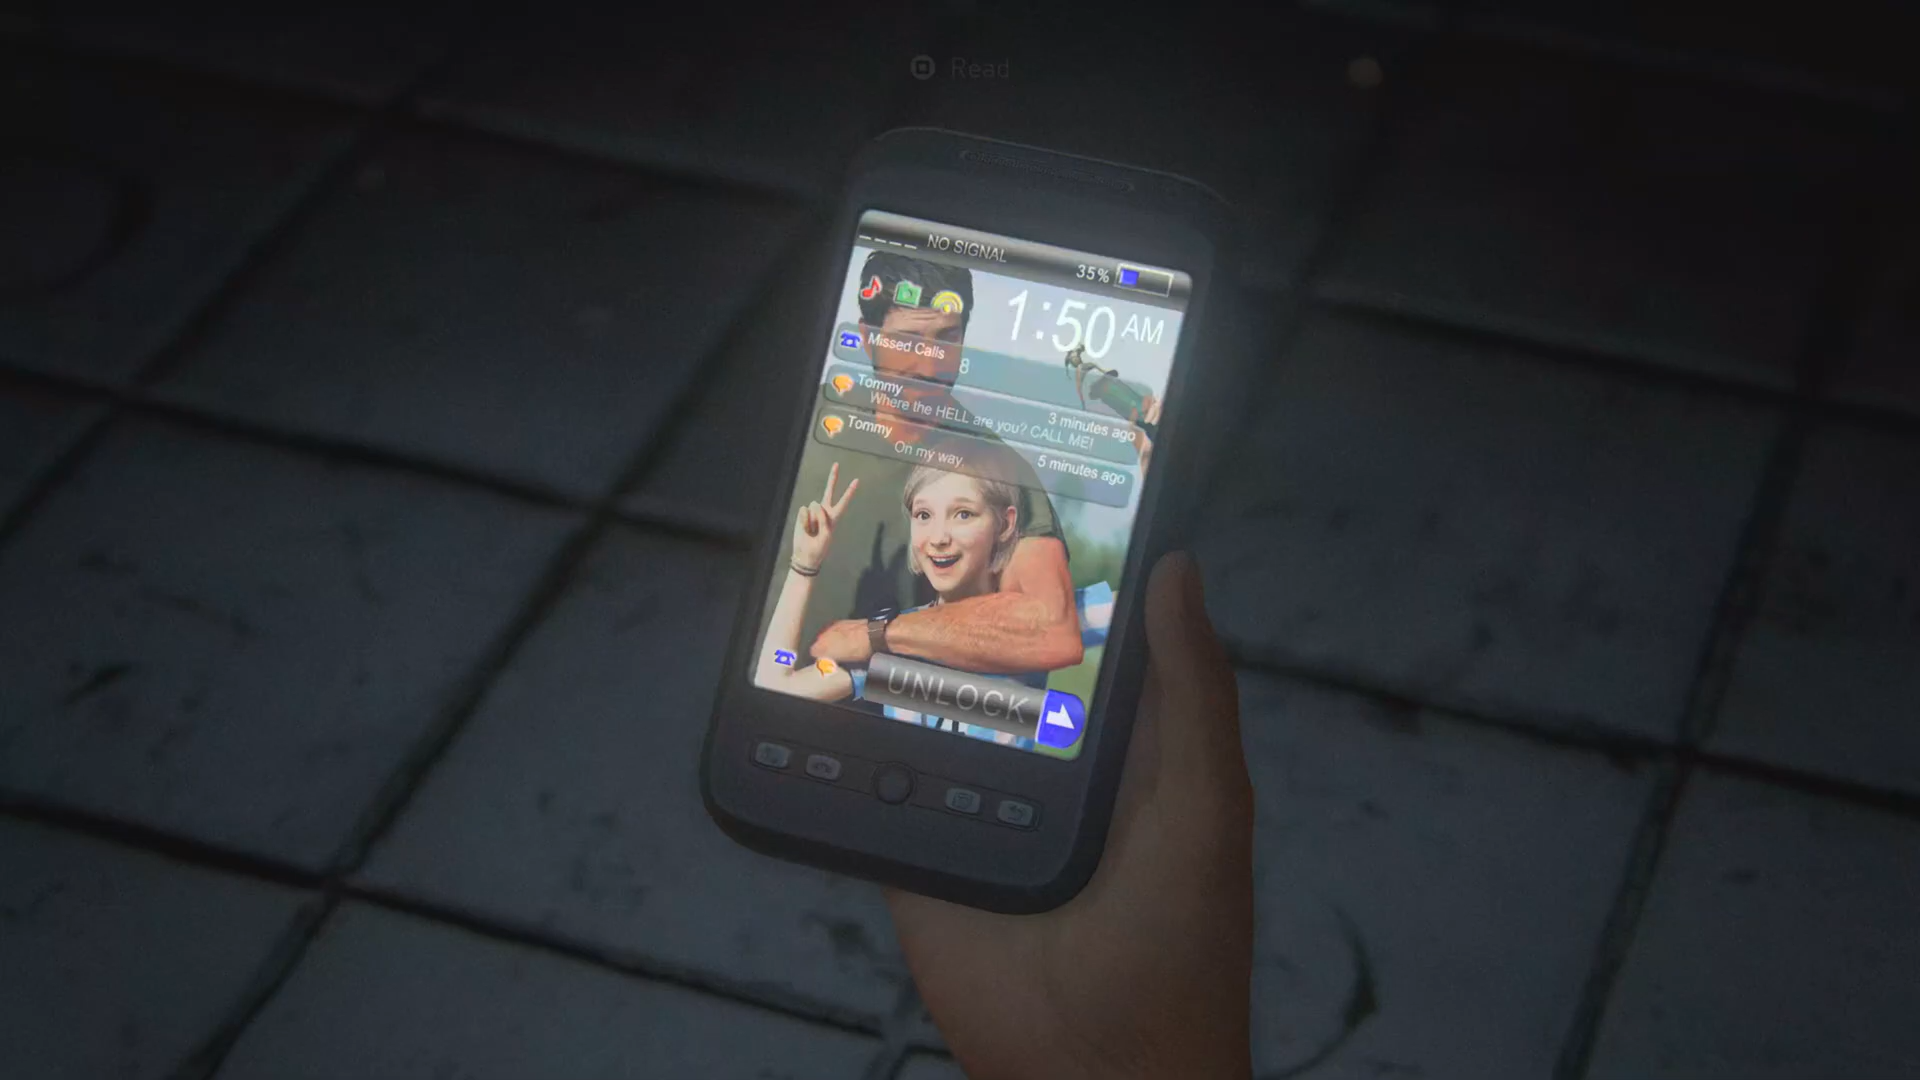 Read
NO SIGNAL
35%
1:50 AM
Missed Calls
8
Tommy
3 minutes ago
Where the HELL are you? CALL ME!
Tommy
5 minutes ago
On my way
UNLOCK